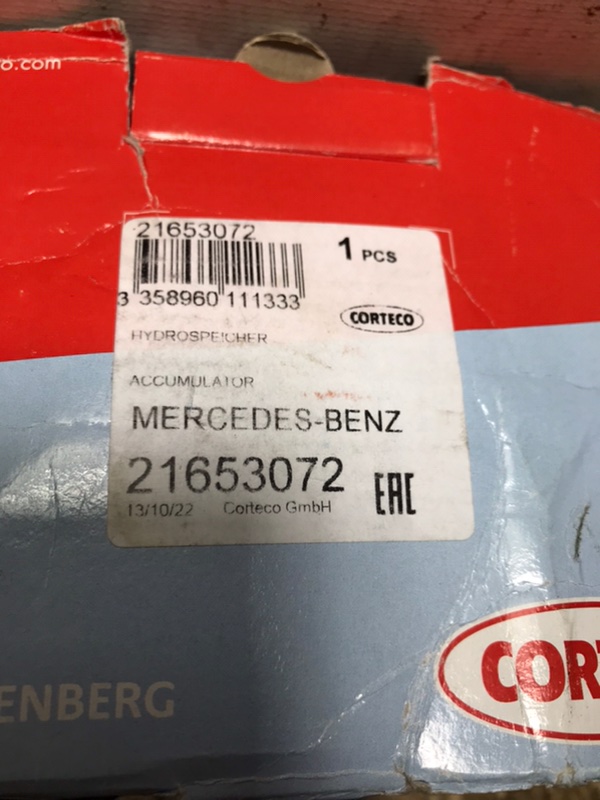 o.com
21653072
1 PCS
3 358960 111333
CORTECO
HYDROSPEICHER
ACCUMULATOR
MERCEDES-BENZ
21653072
EAC
13/10/22 Corteco GmbH
ENBERG
CORT